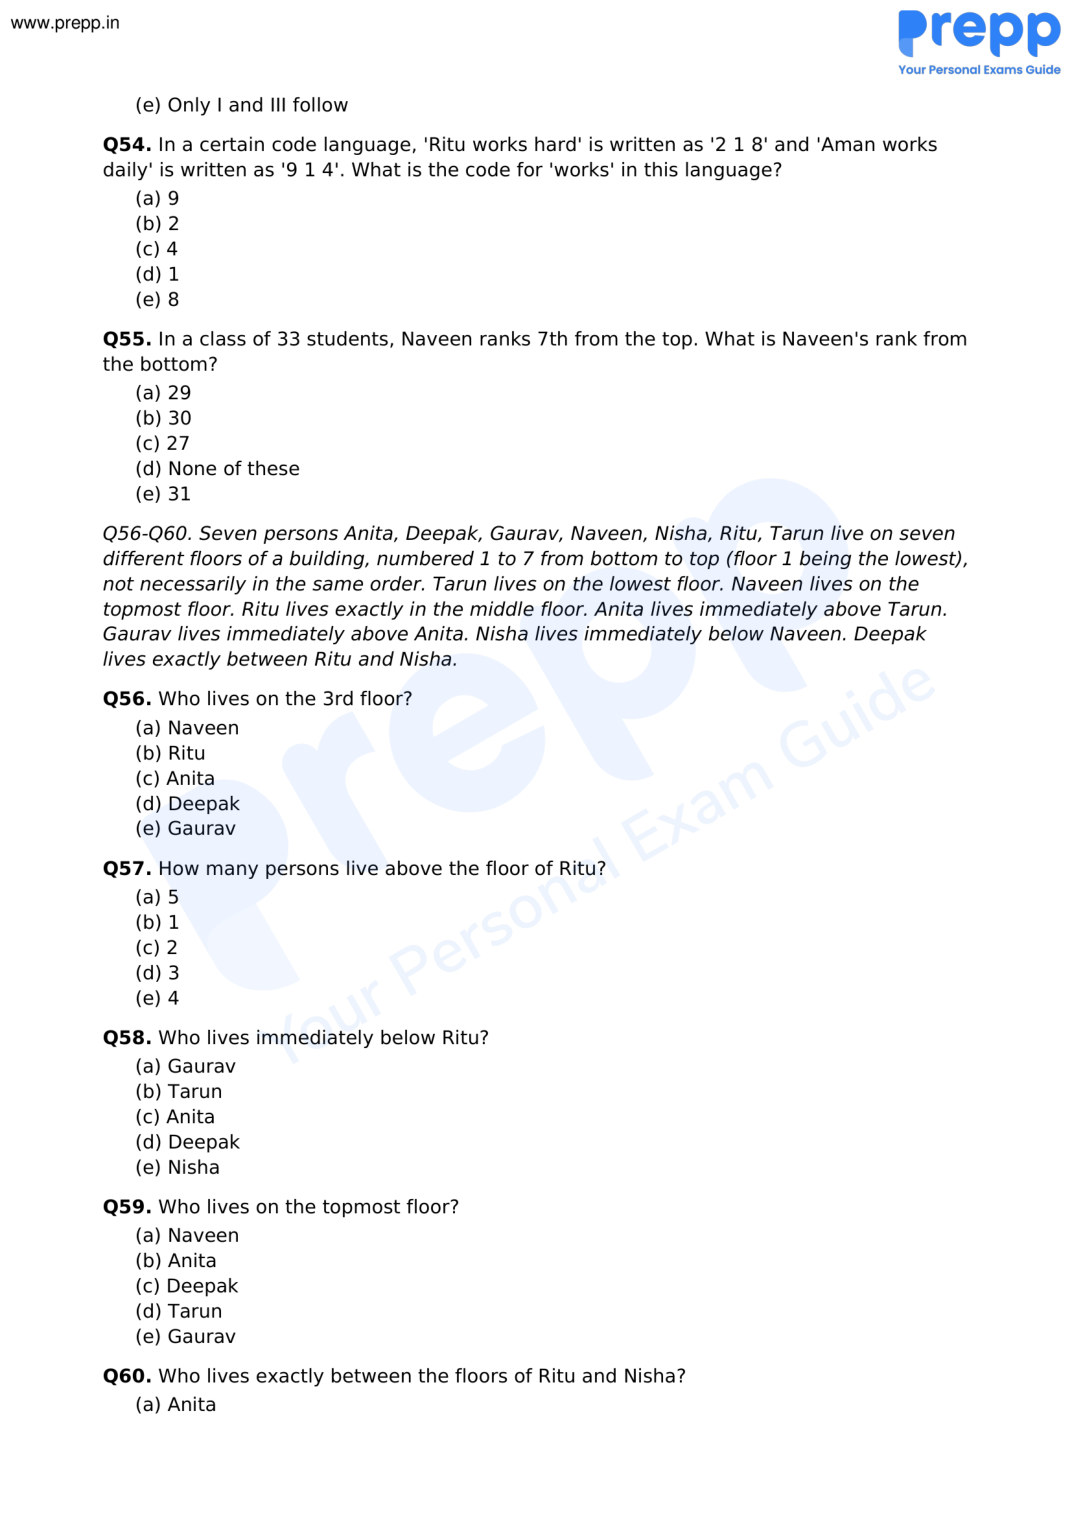 www.prepp.in
Prepp
Your Personal Exams Guide
(e) Only I and III follow
Q54. In a certain code language, 'Ritu works hard' is written as '2 1 8' and 'Aman works
daily' is written as '9 1 4'. What is the code for 'works' in this language?
(a) 9
(b) 2
(c) 4
(d) 1
(e) 8
Q55. In a class of 33 students, Naveen ranks 7th from the top. What is Naveen's rank from
the bottom?
(a) 29
(b) 30
(c) 27
(d) None of these
(e) 31
Q56-Q60. Seven persons Anita, Deepak, Gaurav, Naveen, Nisha, Ritu, Tarun live on seven
different floors of a building, numbered 1 to 7 from bottom to top (floor 1 being the lowest),
not necessarily in the same order. Tarun lives on the lowest floor. Naveen lives on the
topmost floor. Ritu lives exactly in the middle floor. Anita lives immediately above Tarun.
Gaurav lives immediately above Anita. Nisha lives immediately below Naveen. Deepak
lives exactly between Ritu and Nisha.
Q56. Who lives on the 3rd floor?
(a) Naveen
(b) Ritu
(c) Anita
(d) Deepak
(e) Gaurav
Q57. How many persons live above the floor of Ritu?
(a) 5
(b) 1
(c) 2
(d) 3
(e) 4
Q58. Who lives immediately below Ritu?
(a) Gaurav
(b) Tarun
(c) Anita
(d) Deepak
(e) Nisha
Q59. Who lives on the topmost floor?
(a) Naveen
(b) Anita
(c) Deepak
(d) Tarun
(e) Gaurav
Q60. Who lives exactly between the floors of Ritu and Nisha?
(a) Anita
prepp
Your Personal Exam Guide